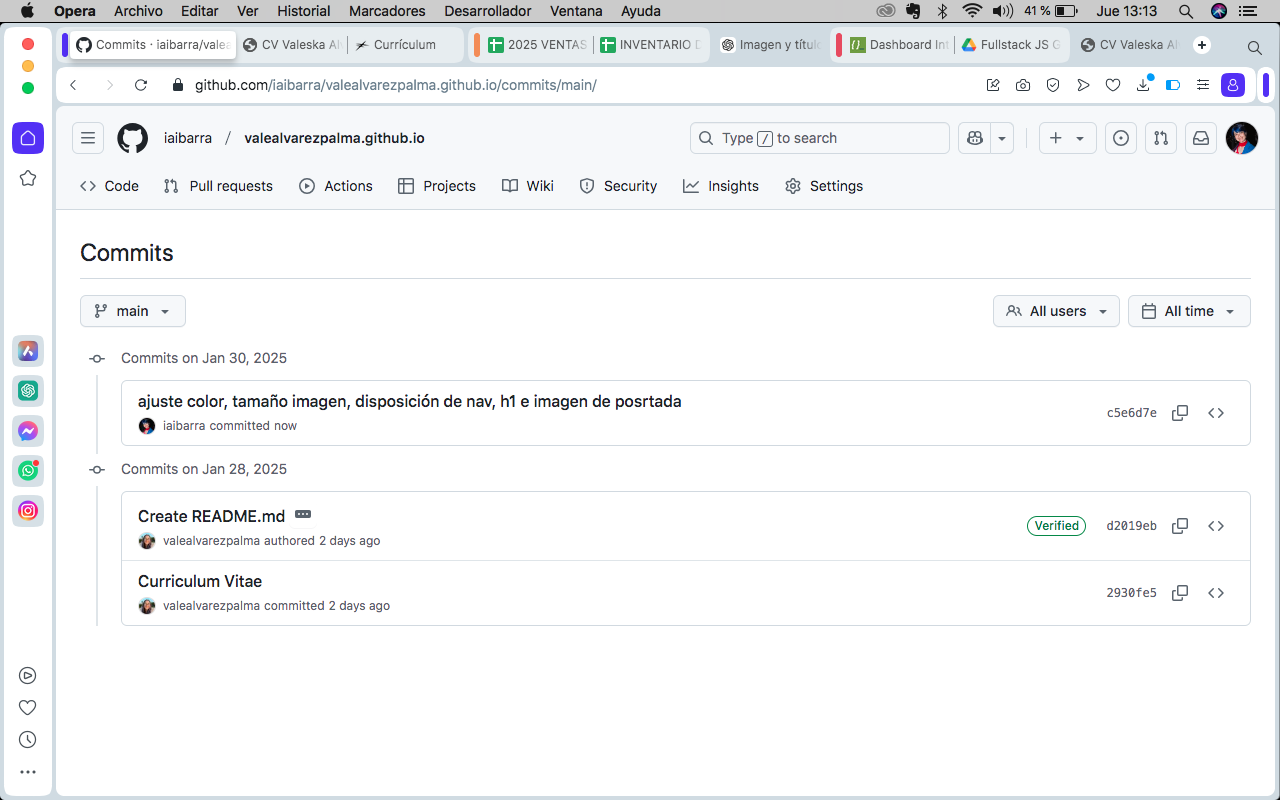 Opera Archivo Editar Ver Historial Marcadores Desarrollador Ventana Ayuda 41 % Jue 13:13
Commits · iaibarra/valea CV Valeska Al Currículum 2025 VENTAS INVENTARIO D Imagen y título Dashboard Int Fullstack JS G CV Valeska Al
github.com/iaibarra/valealvarezpalma.github.io/commits/main/
iaibarra / valealvarezpalma.github.io Type / to search
Code Pull requests Actions Projects Wiki Security Insights Settings
Commits
main All users All time
Commits on Jan 30, 2025
ajuste color, tamaño imagen, disposición de nav, h1 e imagen de posrtada
iaibarra committed now
c5e6d7e
Commits on Jan 28, 2025
Create README.md
valealvarezpalma authored 2 days ago
Verified d2019eb
Curriculum Vitae
valealvarezpalma committed 2 days ago
2930fe5